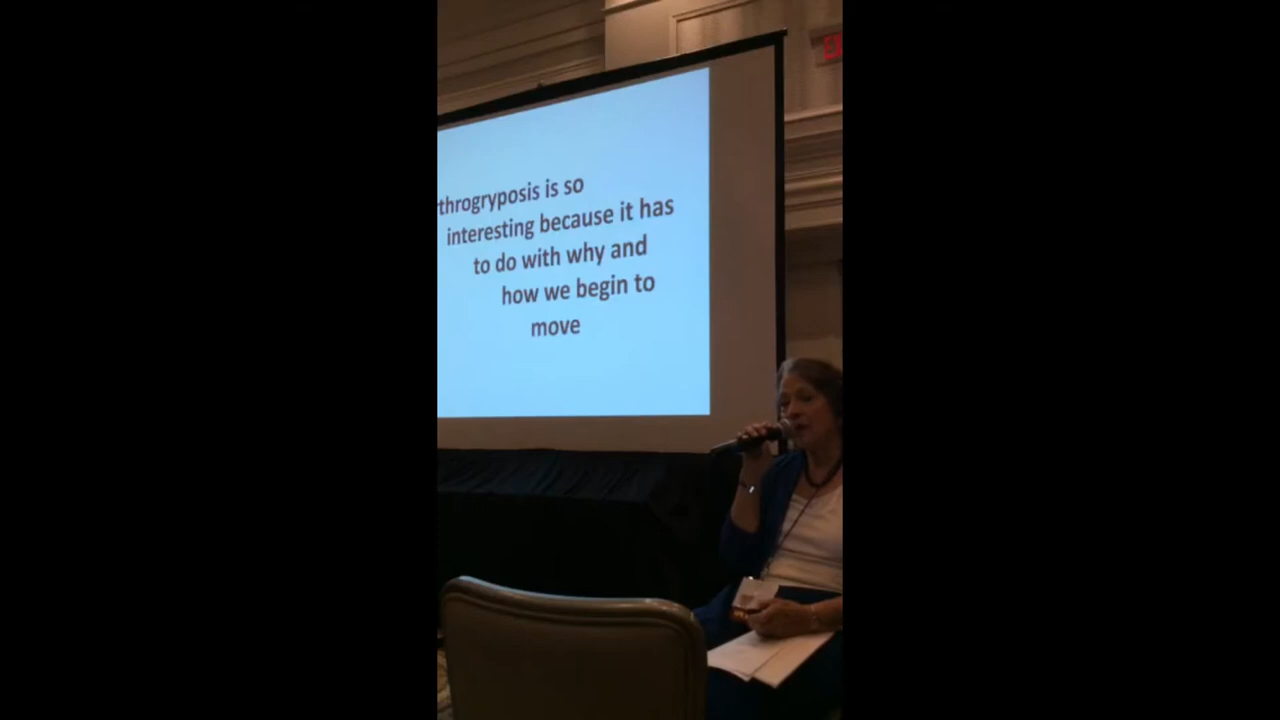 throgryposis is so
interesting because it has
to do with why and
how we begin to
move